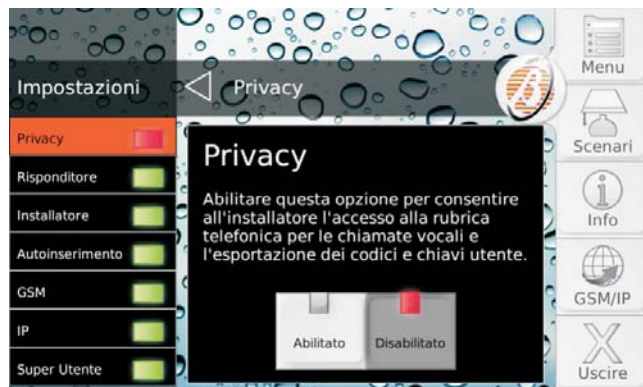 Impostazioni
Privacy
Privacy
Risponditore
Installatore
Autoinserimento
GSM
IP
Super Utente
Privacy
Abilitare questa opzione per consentire
all'installatore l'accesso alla rubrica
telefonica per le chiamate vocali e
l'esportazione dei codici e chiavi utente.
Abilitato
Disabilitato
Menu
Scenari
Info
GSM/IP
Uscire